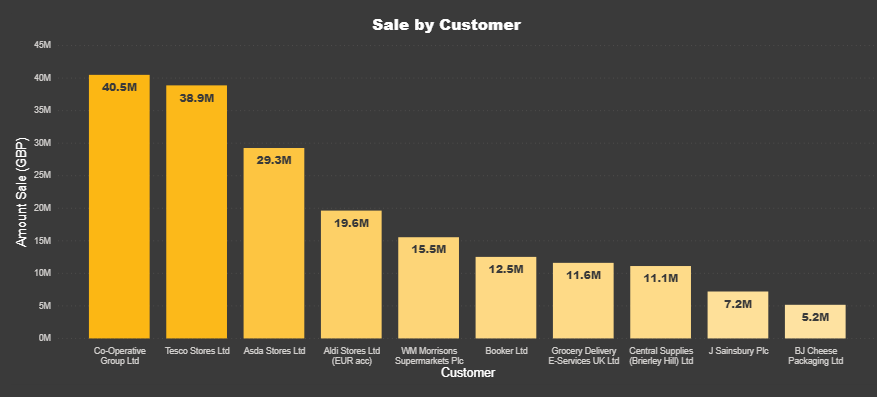 Sale by Customer
45M
40M
35M
30M
25M
20M
15M
10M
5M
0M
Amount Sale (GBP)
40.5M
38.9M
29.3M
19.6M
15.5M
12.5M
11.6M
11.1M
7.2M
5.2M
Co-Operative
Group Ltd
Tesco Stores Ltd
Asda Stores Ltd
Aldi Stores Ltd
(EUR acc)
WM Morrisons
Supermarkets Plc
Booker Ltd
Grocery Delivery
E-Services UK Ltd
Central Supplies
(Brierley Hill) Ltd
J Sainsbury Plc
BJ Cheese
Packaging Ltd
Customer